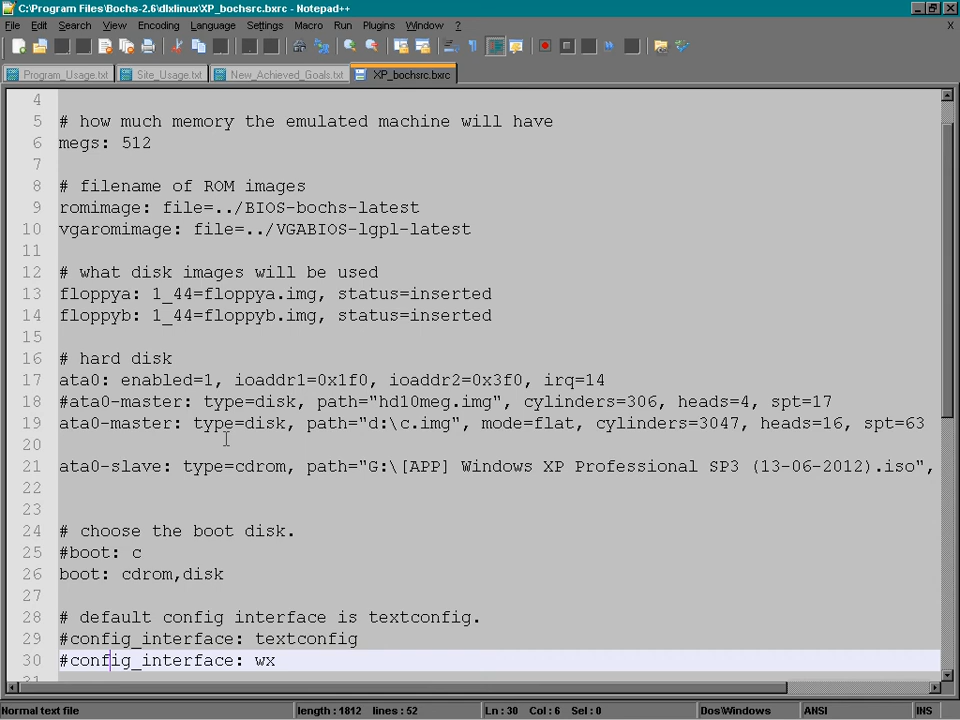 C:\Program Files\Bochs-2.6\dlxlinux\XP_bochsrc.bxrc - Notepad++
File Edit Search View Encoding Language Settings Macro Run Plugins Window ? X
Program_Usage.txt Site_Usage.txt New_Achieved_Goals.txt XP_bochsrc.bxrc
4
5 # how much memory the emulated machine will have
6 megs: 512
7
8 # filename of ROM images
9 romimage: file=../BIOS-bochs-latest
10 vgaromimage: file=../VGABIOS-lgpl-latest
11
12 # what disk images will be used
13 floppya: 1_44=floppya.img, status=inserted
14 floppyb: 1_44=floppyb.img, status=inserted
15
16 # hard disk
17 ata0: enabled=1, ioaddr1=0x1f0, ioaddr2=0x3f0, irq=14
18 #ata0-master: type=disk, path="hd10meg.img", cylinders=306, heads=4, spt=17
19 ata0-master: type=disk, path="d:\c.img", mode=flat, cylinders=3047, heads=16, spt=63
20
21 ata0-slave: type=cdrom, path="G:\[APP] Windows XP Professional SP3 (13-06-2012).iso",
22
23
24 # choose the boot disk.
25 #boot: c
26 boot: cdrom,disk
27
28 # default config interface is textconfig.
29 #config_interface: textconfig
30 #config_interface: wx
31
Normal text file length : 1812 lines : 52 Ln : 30 Col : 6 Sel : 0 Dos\Windows ANSI INS